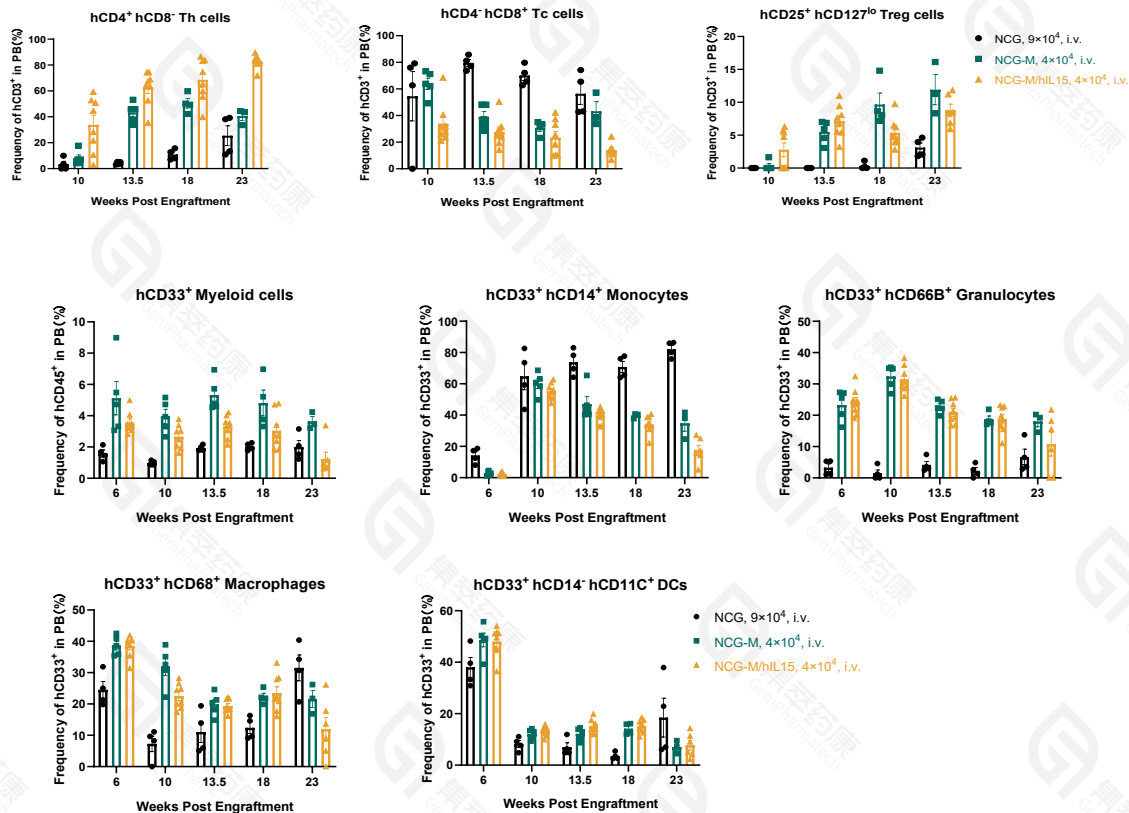 hCD4⁺ hCD8⁻ Th cells
Frequency of hCD3⁺ in PB(%)
100
80
60
40
20
0
10 13.5 18 23
Weeks Post Engraftment
hCD4⁻ hCD8⁺ Tc cells
Frequency of hCD3⁺ in PB(%)
100
80
60
40
20
0
10 13.5 18 23
Weeks Post Engraftment
hCD25⁺ hCD127ˡᵒ Treg cells
Frequency of hCD3⁺ in PB(%)
20
15
10
5
0
10 13.5 18 23
Weeks Post Engraftment
NCG, 9×10⁴, i.v.
NCG-M, 4×10⁴, i.v.
NCG-M/hIL15, 4×10⁴, i.v.
hCD33⁺ Myeloid cells
Frequency of hCD45⁺ in PB(%)
10
8
6
4
2
0
6 10 13.5 18 23
Weeks Post Engraftment
hCD33⁺ hCD14⁺ Monocytes
Frequency of hCD33⁺ in PB(%)
100
80
60
40
20
0
6 10 13.5 18 23
Weeks Post Engraftment
hCD33⁺ hCD66B⁺ Granulocytes
Frequency of hCD33⁺ in PB(%)
50
40
30
20
10
0
6 10 13.5 18 23
Weeks Post Engraftment
hCD33⁺ hCD68⁺ Macrophages
Frequency of hCD33⁺ in PB(%)
50
40
30
20
10
0
6 10 13.5 18 23
Weeks Post Engraftment
hCD33⁺ hCD14⁻ hCD11C⁺ DCs
Frequency of hCD33⁺ in PB(%)
60
40
20
0
6 10 13.5 18 23
Weeks Post Engraftment
NCG, 9×10⁴, i.v.
NCG-M, 4×10⁴, i.v.
NCG-M/hIL15, 4×10⁴, i.v.
集萃药康
GemPharmatech